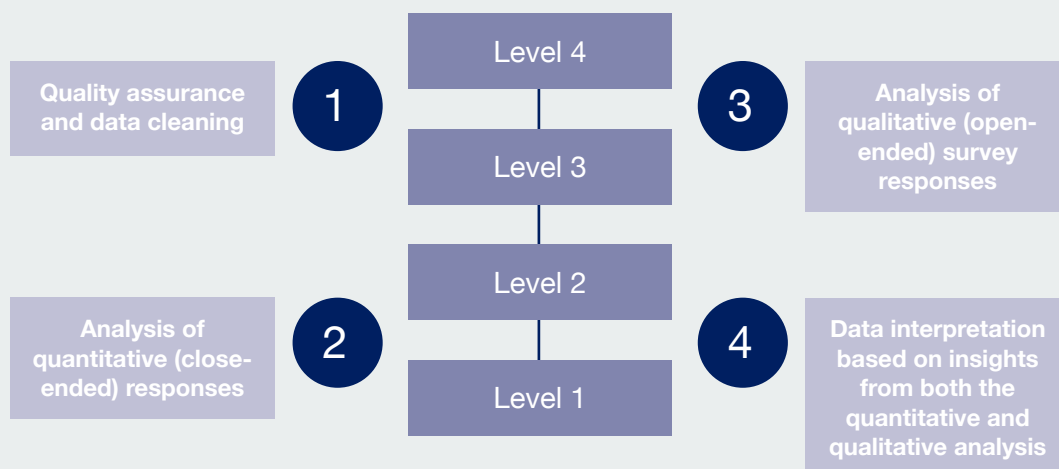 Quality assurance
and data cleaning
1
Analysis of
quantitative (close-
ended) responses
2
Level 4
Level 3
Level 2
Level 1
3
Analysis of
qualitative (open-
ended) survey
responses
4
Data interpretation
based on insights
from both the
quantitative and
qualitative analysis